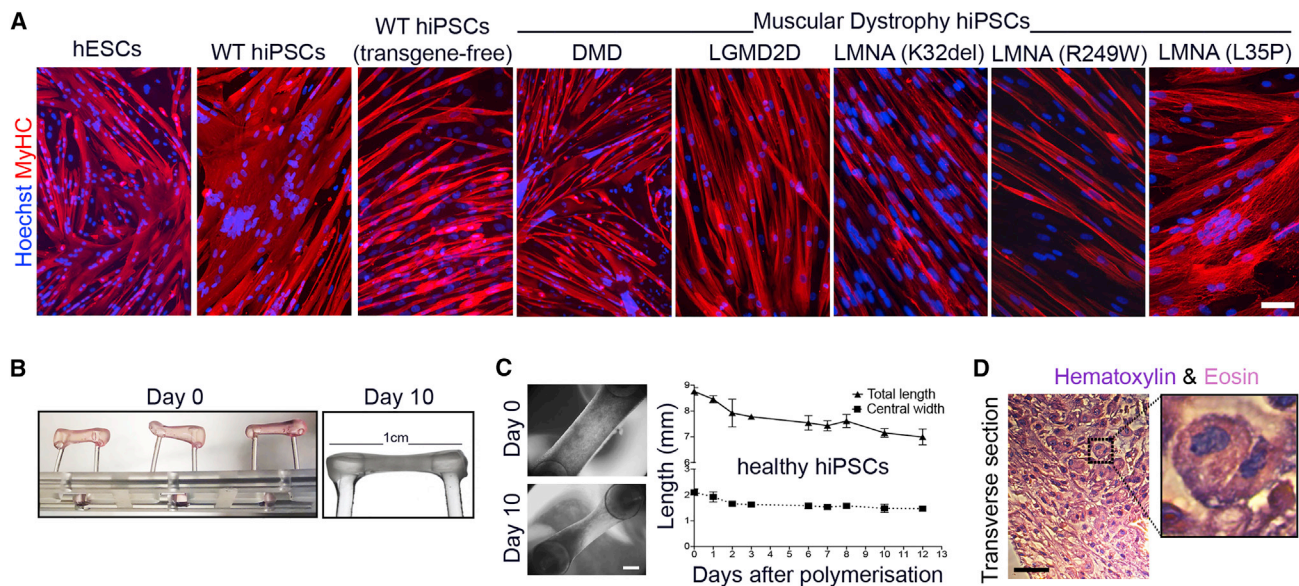 A
hESCs
WT hiPSCs
WT hiPSCs
(transgene-free)
Muscular Dystrophy hiPSCs
DMD
LGMD2D
LMNA (K32del)
LMNA (R249W)
LMNA (L35P)
Hoechst MyHC
B
Day 0
Day 10
1cm
C
Day 0
Day 10
Length (mm)
9
8
7
6
3
2
1
0
Total length
Central width
healthy hiPSCs
0 1 2 3 4 5 6 7 8 9 10 11 12 13
Days after polymerisation
D
Hematoxylin & Eosin
Transverse section